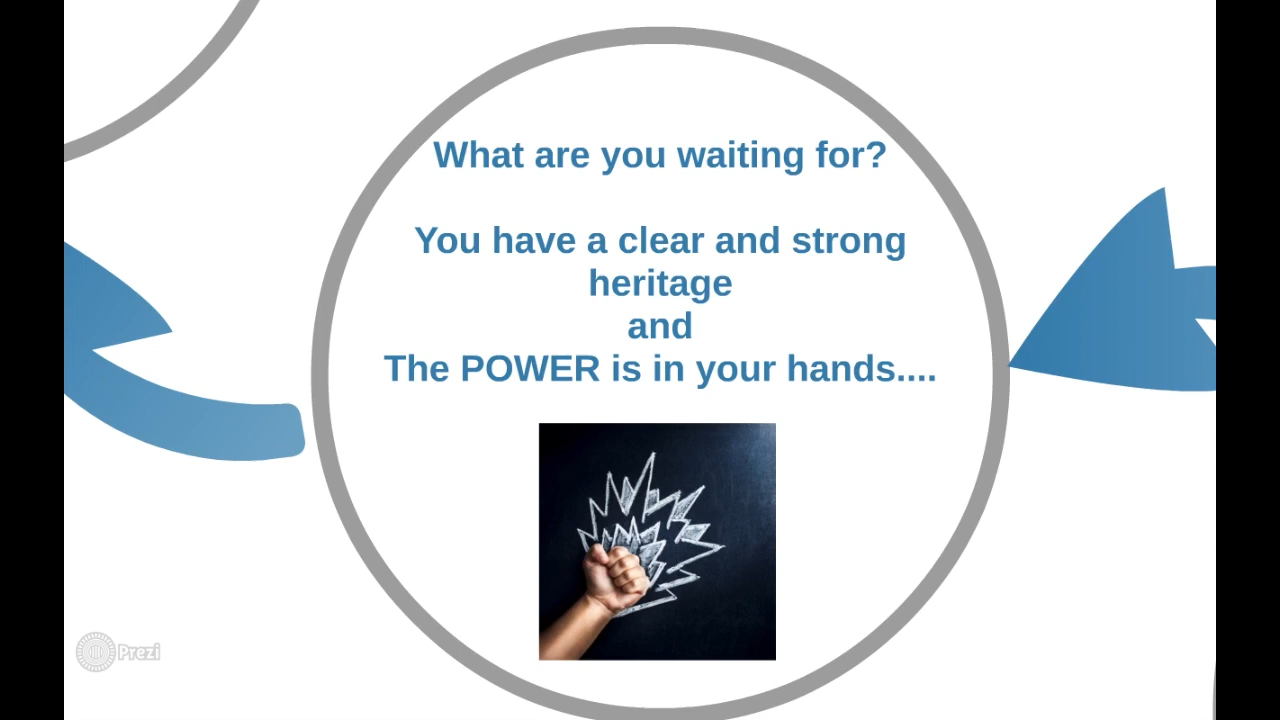 What are you waiting for?
You have a clear and strong
heritage
and
The POWER is in your hands....
Prezi